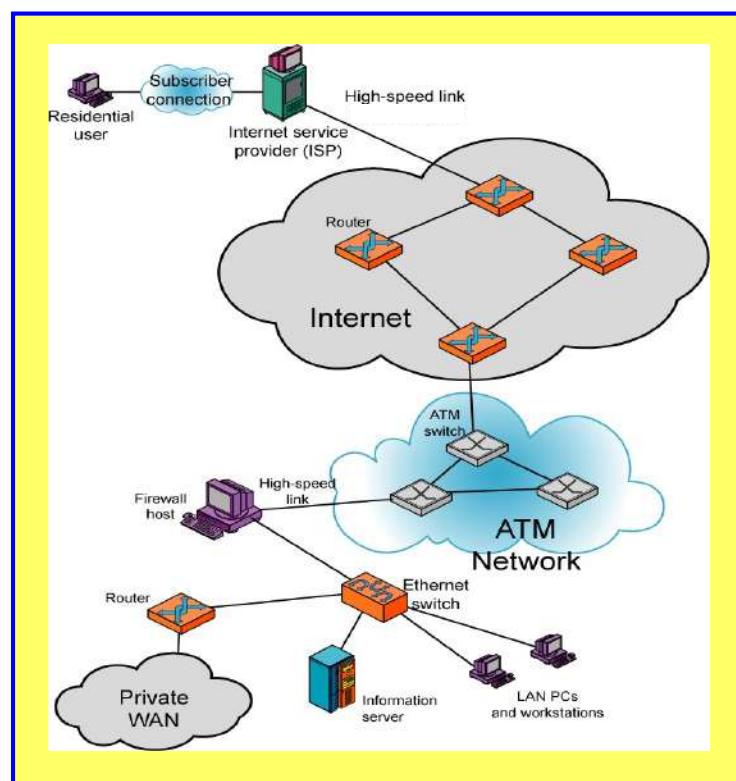 Residential
user
Subscriber
connection
Internet service
provider (ISP)
High-speed link
Router
Internet
ATM
switch
High-speed
link
Firewall
host
ATM
Network
Ethernet
switch
Router
Private
WAN
Information
server
LAN PCs
and workstations